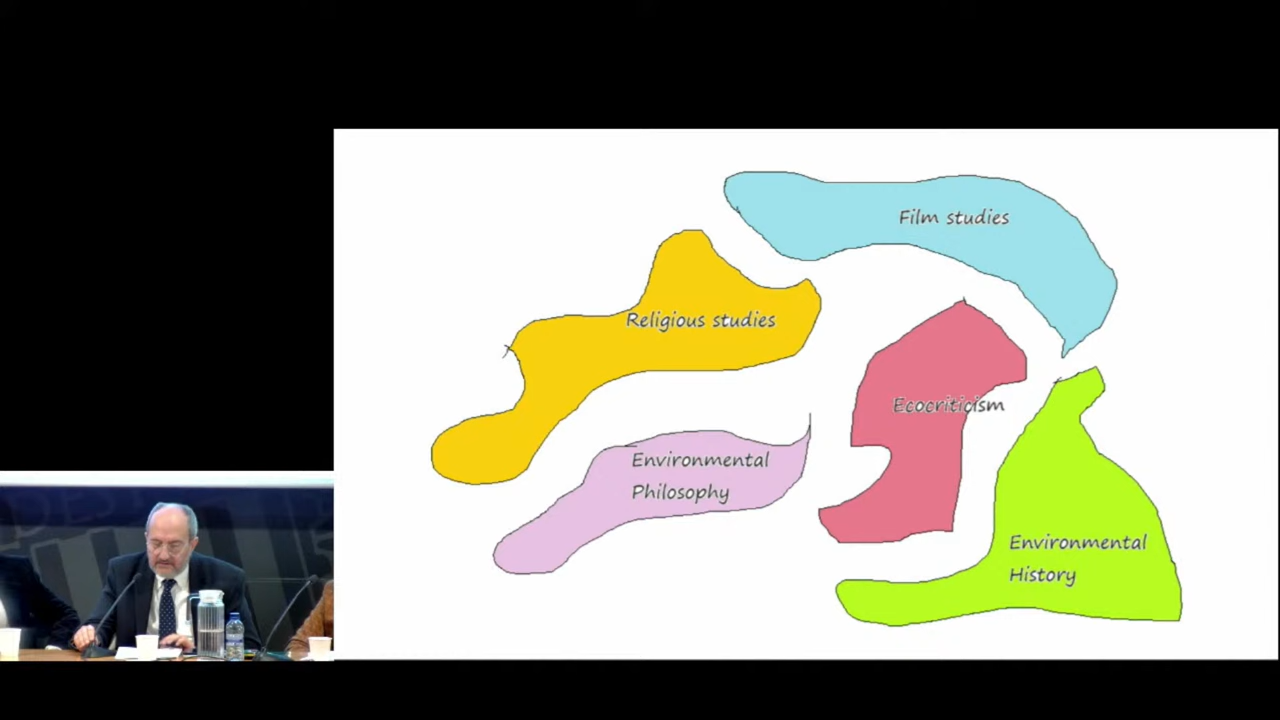 Film studies
Religious studies
Ecocriticism
Environmental
Philosophy
Environmental
History